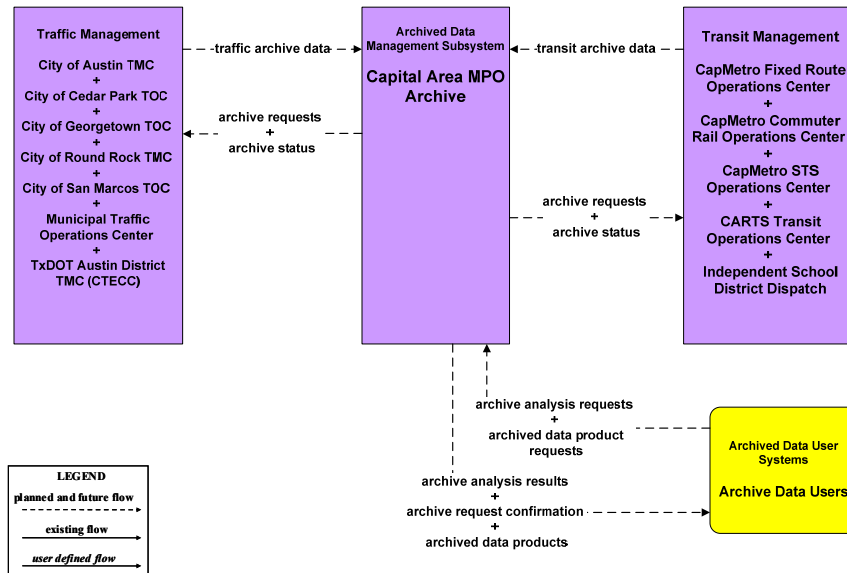 Traffic Management
City of Austin TMC
+
City of Cedar Park TOC
+
City of Georgetown TOC
+
City of Round Rock TMC
+
City of San Marcos TOC
+
Municipal Traffic
Operations Center
+
TxDOT Austin District
TMC (CTECC)
traffic archive data
archive requests
+
archive status
Archived Data
Management Subsystem
Capital Area MPO
Archive
transit archive data
archive requests
+
archive status
Transit Management
CapMetro Fixed Route
Operations Center
+
CapMetro Commuter
Rail Operations Center
+
CapMetro STS
Operations Center
+
CARTS Transit
Operations Center
+
Independent School
District Dispatch
archive analysis requests
+
archived data product
requests
archive analysis results
+
archive request confirmation
+
archived data products
Archived Data User
Systems
Archive Data Users
LEGEND
planned and future flow
existing flow
user defined flow